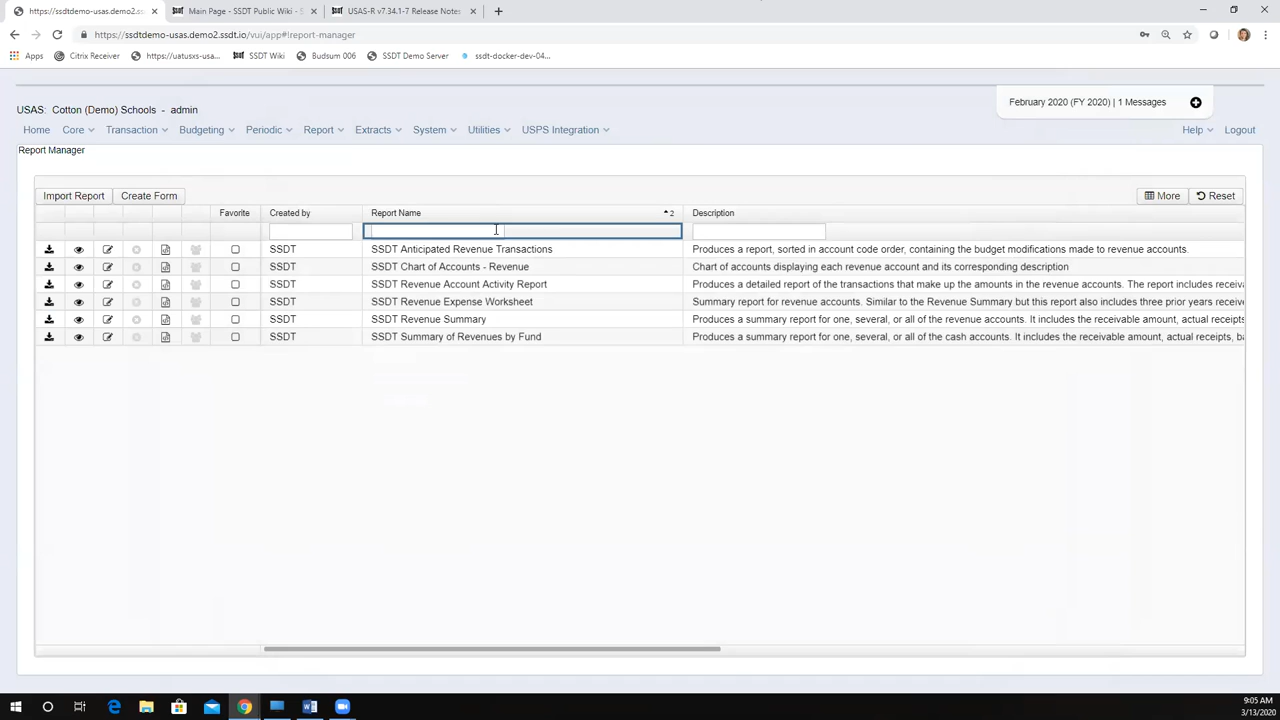 https://ssdtdemo-usas.demo2.ssdt.io/
Main Page - SSDT Public Wiki - S
USAS-R v7.34.1-7 Release Notes
https://ssdtdemo-usas.demo2.ssdt.io/vui/app#!report-manager
Apps
Citrix Receiver
https://uatusxs-usa...
SSDT Wiki
Budsum 006
SSDT Demo Server
ssdt-docker-dev-04...
February 2020 (FY 2020) | 1 Messages
USAS: Cotton (Demo) Schools - admin
Home Core Transaction Budgeting Periodic Report Extracts System Utilities USPS Integration Help Logout
Report Manager
Import Report Create Form More Reset
Favorite Created by Report Name 2 Description
SSDT SSDT Anticipated Revenue Transactions Produces a report, sorted in account code order, containing the budget modifications made to revenue accounts.
SSDT SSDT Chart of Accounts - Revenue Chart of accounts displaying each revenue account and its corresponding description
SSDT SSDT Revenue Account Activity Report Produces a detailed report of the transactions that make up the amounts in the revenue accounts. The report includes receiva
SSDT SSDT Revenue Expense Worksheet Summary report for revenue accounts. Similar to the Revenue Summary but this report also includes three prior years receive
SSDT SSDT Revenue Summary Produces a summary report for one, several, or all of the revenue accounts. It includes the receivable amount, actual receipts
SSDT SSDT Summary of Revenues by Fund Produces a summary report for one, several, or all of the cash accounts. It includes the receivable amount, actual receipts, ba
9:05 AM
3/13/2020